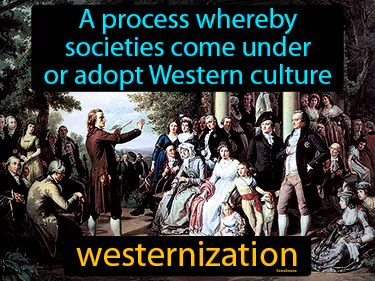 A process whereby
societies come under
or adopt Western culture
westernization